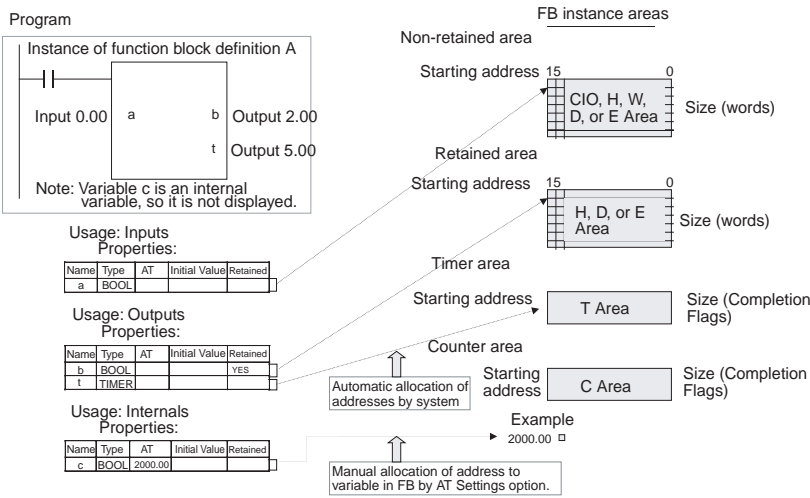 Program
Instance of function block definition A
Input 0.00
a
b
Output 2.00
t
Output 5.00
Note: Variable c is an internal
variable, so it is not displayed.
Usage: Inputs
Properties:
Name Type AT Initial Value Retained
a BOOL
Usage: Outputs
Properties:
Name Type AT Initial Value Retained
b BOOL YES
t TIMER
Usage: Internals
Properties:
Name Type AT Initial Value Retained
c BOOL 2000.00
FB instance areas
Non-retained area
Starting address
15 0
CIO, H, W,
D, or E Area
Size (words)
Retained area
Starting address
15 0
H, D, or E
Area
Size (words)
Timer area
Starting address
T Area
Size (Completion
Flags)
Counter area
Starting
address
C Area
Size (Completion
Flags)
Automatic allocation of
addresses by system
Example
2000.00
Manual allocation of address to
variable in FB by AT Settings option.